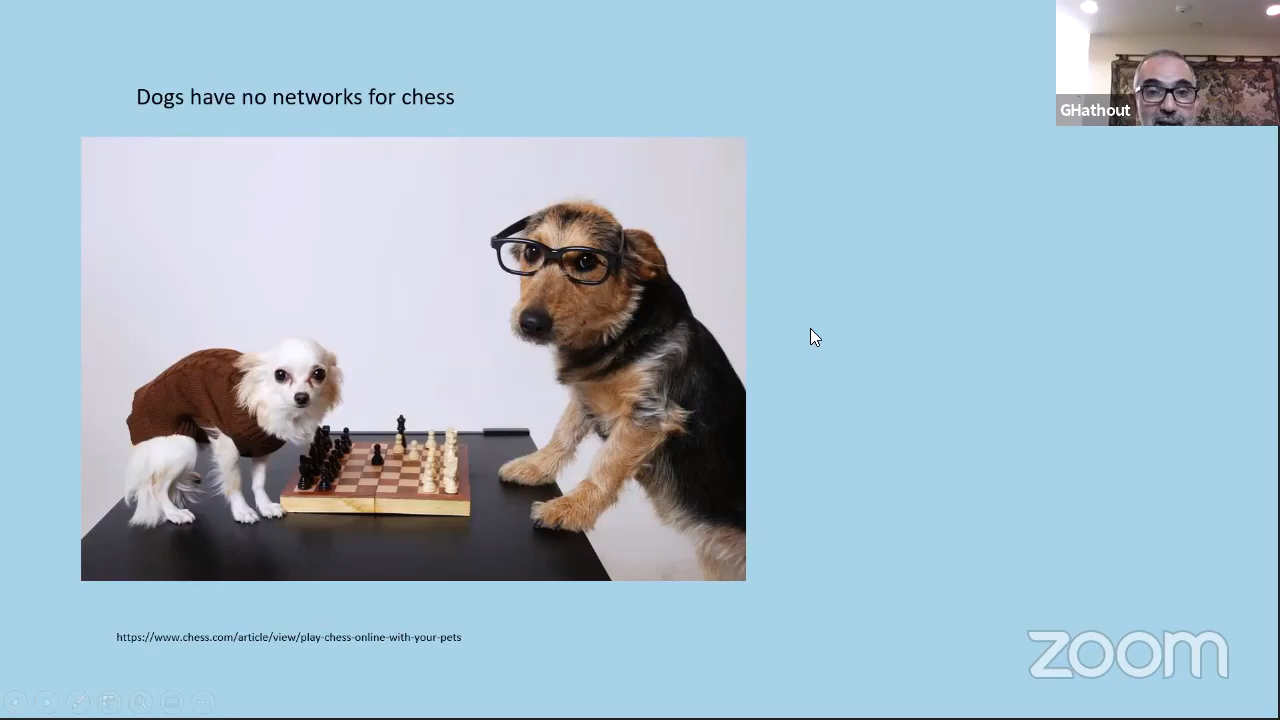 Dogs have no networks for chess
GHathout
https://www.chess.com/article/view/play-chess-online-with-your-pets
zoom